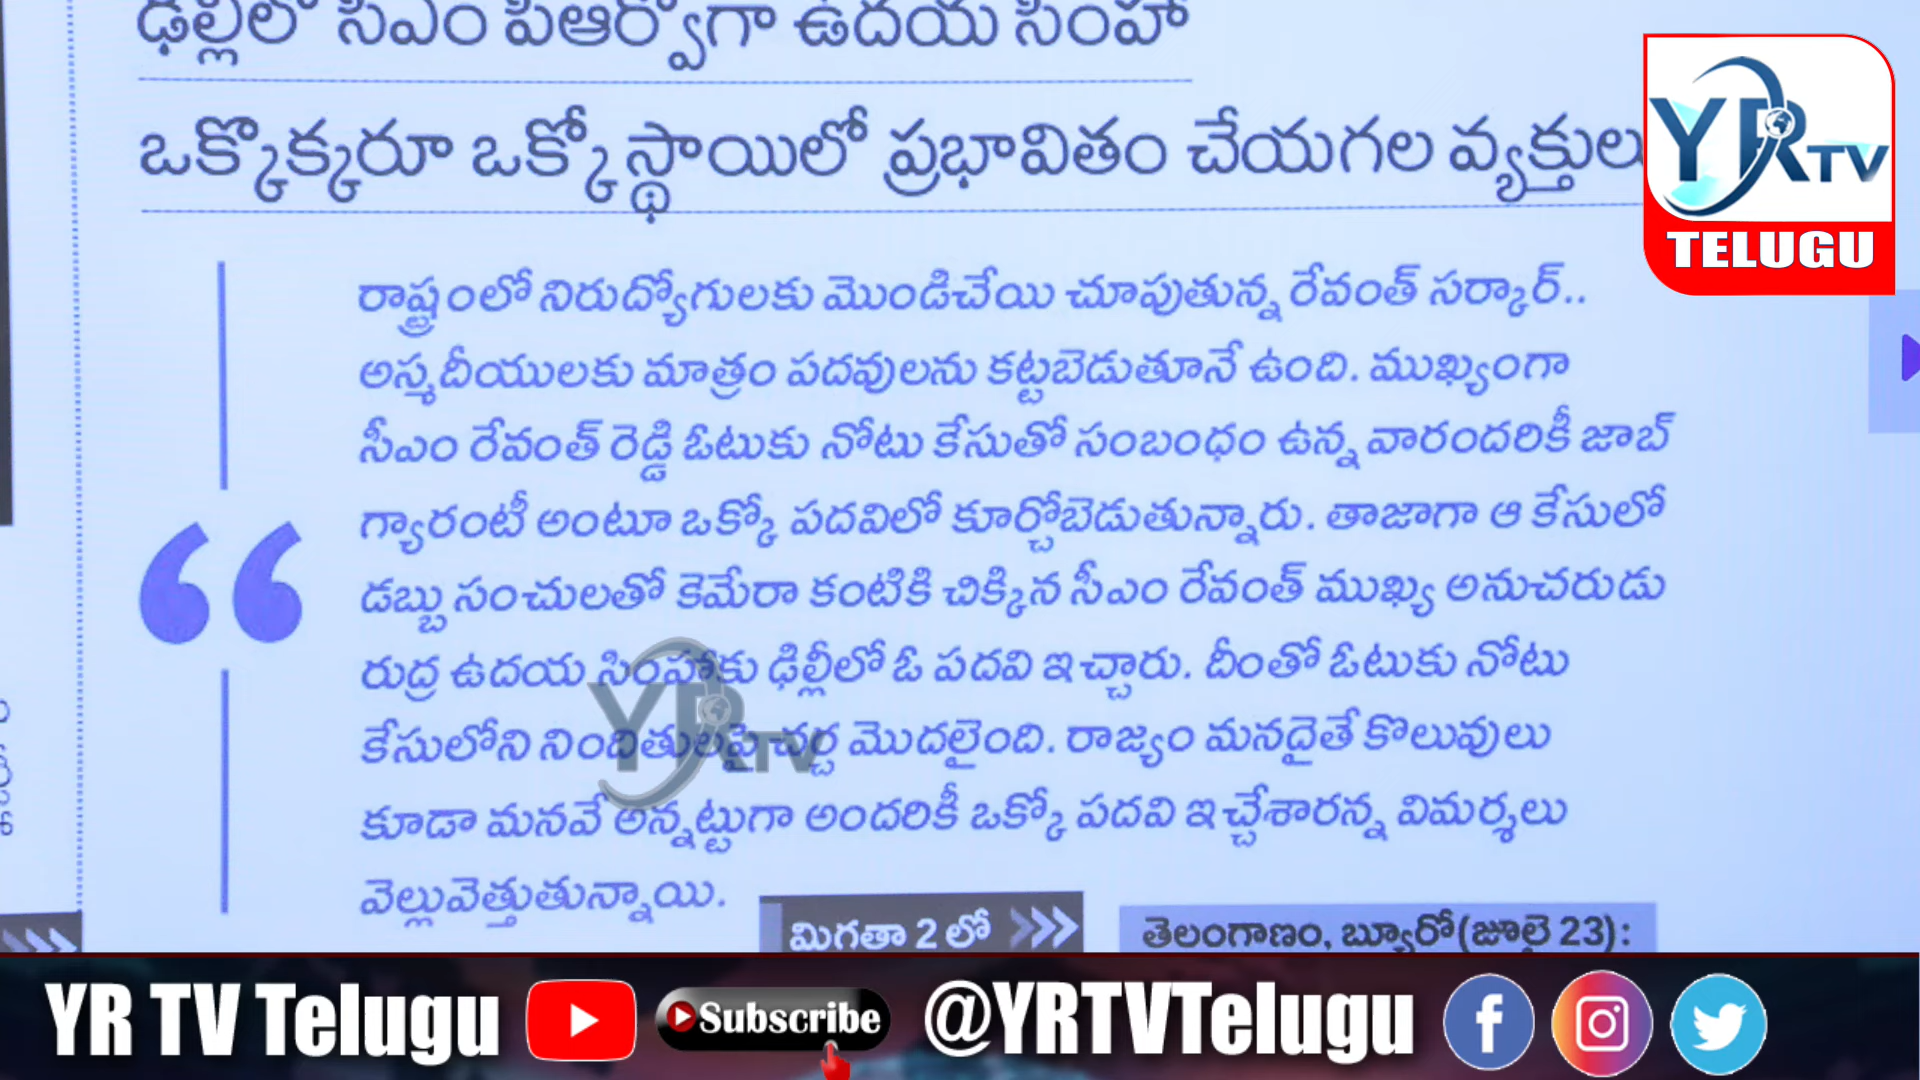 ఢిల్లీలో సీఎం పీఆర్వోగా ఉదయ సింహా
ఒక్కొక్కరూ ఒక్కో స్థాయిలో ప్రభావితం చేయగల వ్యక్తులు
YRTV
TELUGU
రాష్ట్రంలో నిరుద్యోగులకు మొండిచేయి చూపుతున్న రేవంత్ సర్కార్..
అస్మదీయులకు మాత్రం పదవులను కట్టబెడుతూనే ఉంది. ముఖ్యంగా
సీఎం రేవంత్ రెడ్డి ఓటుకు నోటు కేసుతో సంబంధం ఉన్న వారందరికీ జాబ్
గ్యారంటీ అంటూ ఒక్కో పదవిలో కూర్చోబెడుతున్నారు. తాజాగా ఆ కేసులో
డబ్బు సంచులతో కెమేరా కంటికి చిక్కిన సీఎం రేవంత్ ముఖ్య అనుచరుడు
రుద్ర ఉదయ సింహాకు ఢిల్లీలో ఓ పదవి ఇచ్చారు. దీంతో ఓటుకు నోటు
కేసులోని నిందితులపై చర్చ మొదలైంది. రాజ్యం మనదైతే కొలువులు
కూడా మనవే అన్నట్టుగా అందరికీ ఒక్కో పదవి ఇచ్చేశారన్న విమర్శలు
వెల్లువెత్తుతున్నాయి.
YRTV
మిగతా 2 లో
తెలంగాణం, బ్యూరో(జూలై 23):
YR TV Telugu
Subscribe
@YRTVTelugu